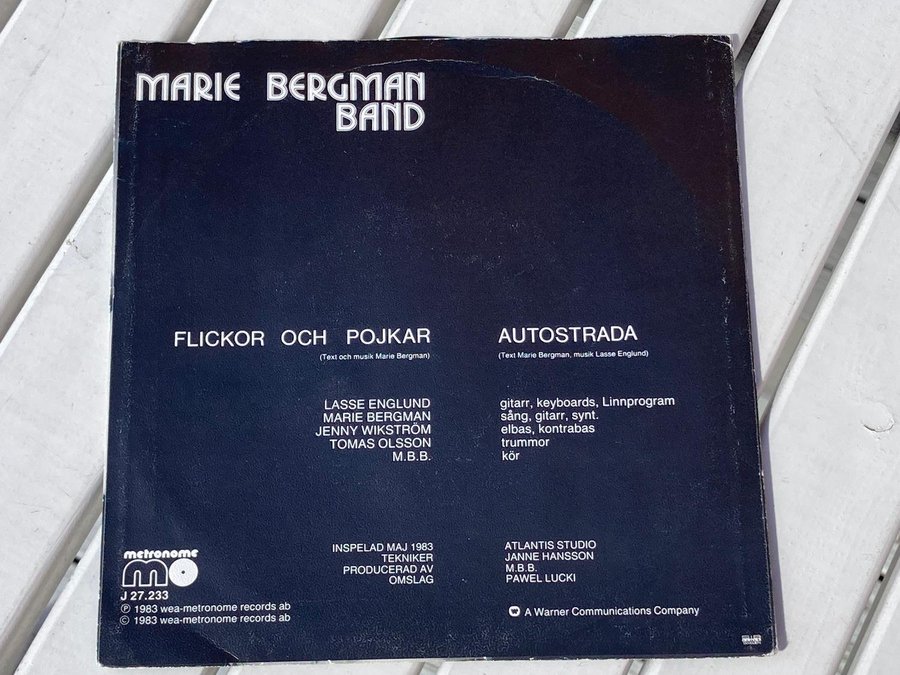 MARIE BERGMAN
BAND
FLICKOR OCH POJKAR
(Text och musik Marie Bergman)
AUTOSTRADA
(Text Marie Bergman, musik Lasse Englund)
LASSE ENGLUND gitarr, keyboards, Linnprogram
MARIE BERGMAN sång, gitarr, synt.
JENNY WIKSTRÖM elbas, kontrabas
TOMAS OLSSON trummor
M.B.B. kör
INSPELAD MAJ 1983 ATLANTIS STUDIO
TEKNIKER JANNE HANSSON
PRODUCERAD AV M.B.B.
OMSLAG PAWEL LUCKI
metronome
J 27.233
Ⓟ 1983 wea-metronome records ab
© 1983 wea-metronome records ab
A Warner Communications Company